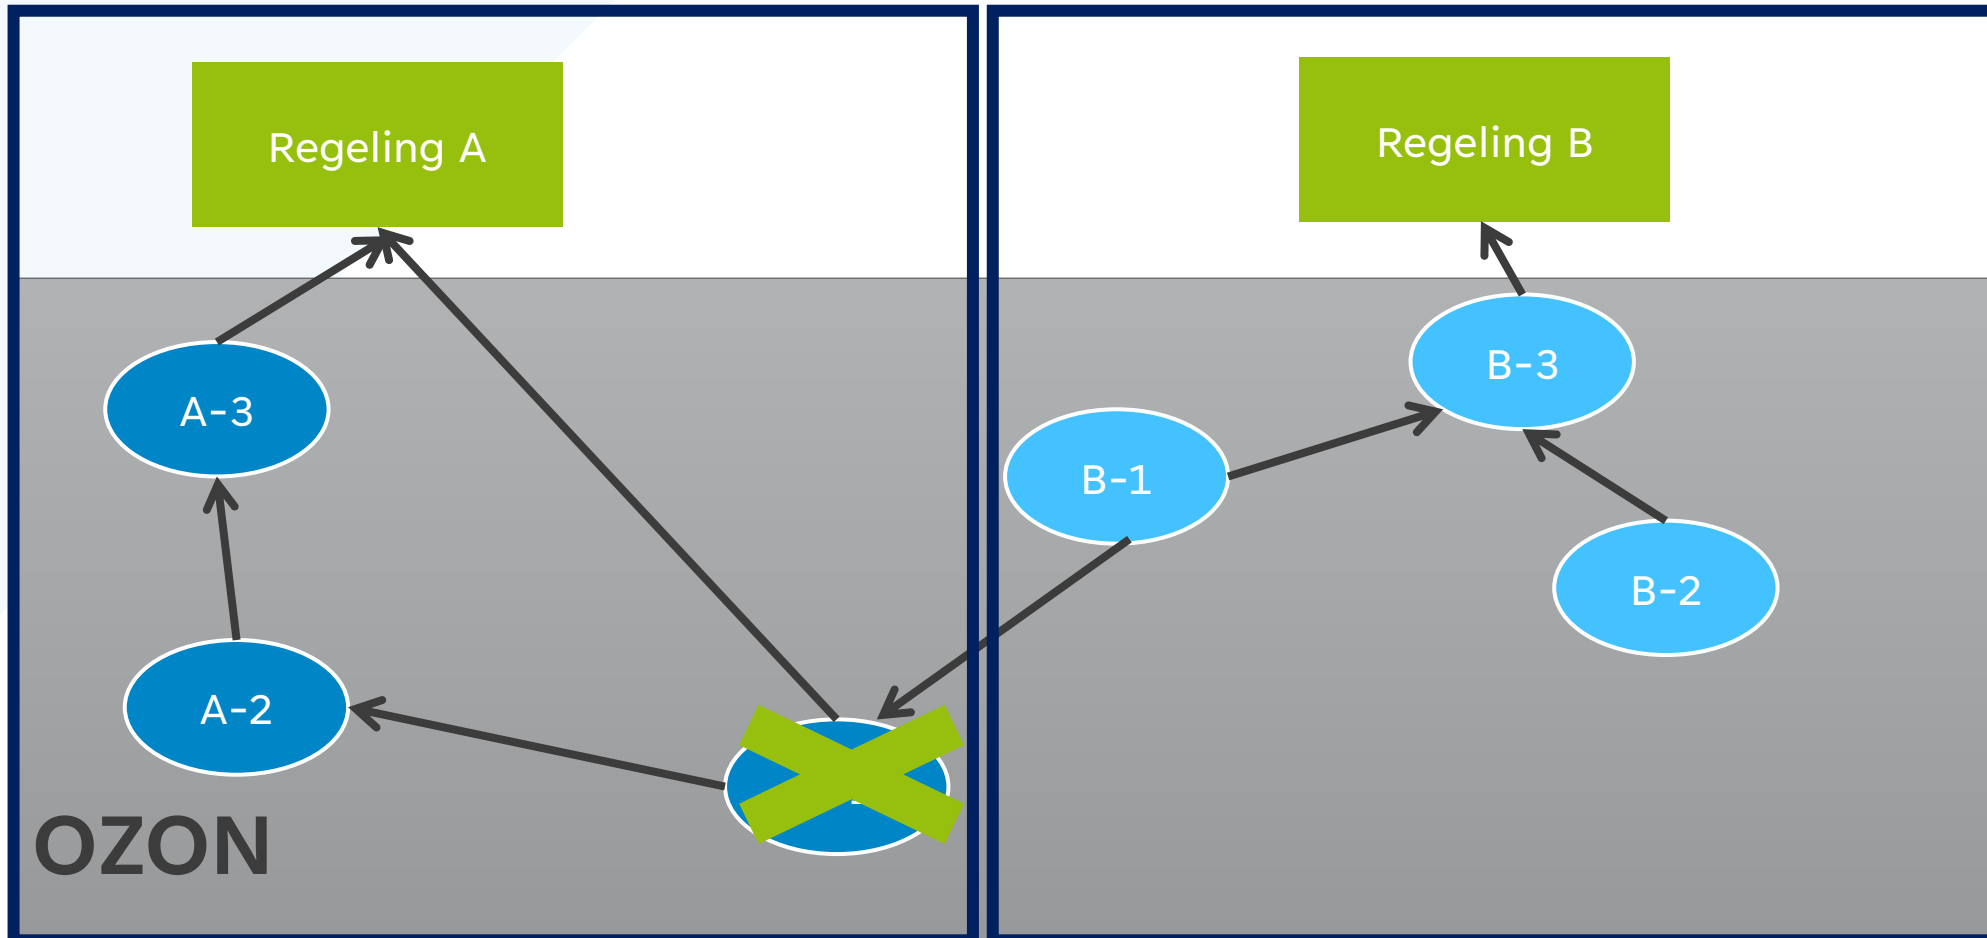 Regeling A
Regeling B
A-3
B-3
B-1
B-2
A-2
OZON